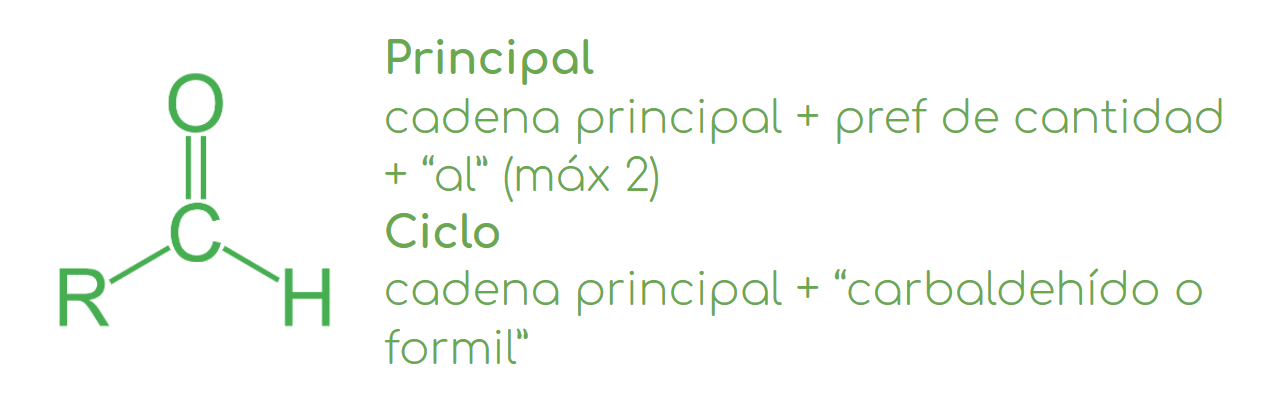 O
C
R
H
Principal
cadena principal + pref de cantidad
+ “al” (máx 2)
Ciclo
cadena principal + “carbaldehído o
formil”